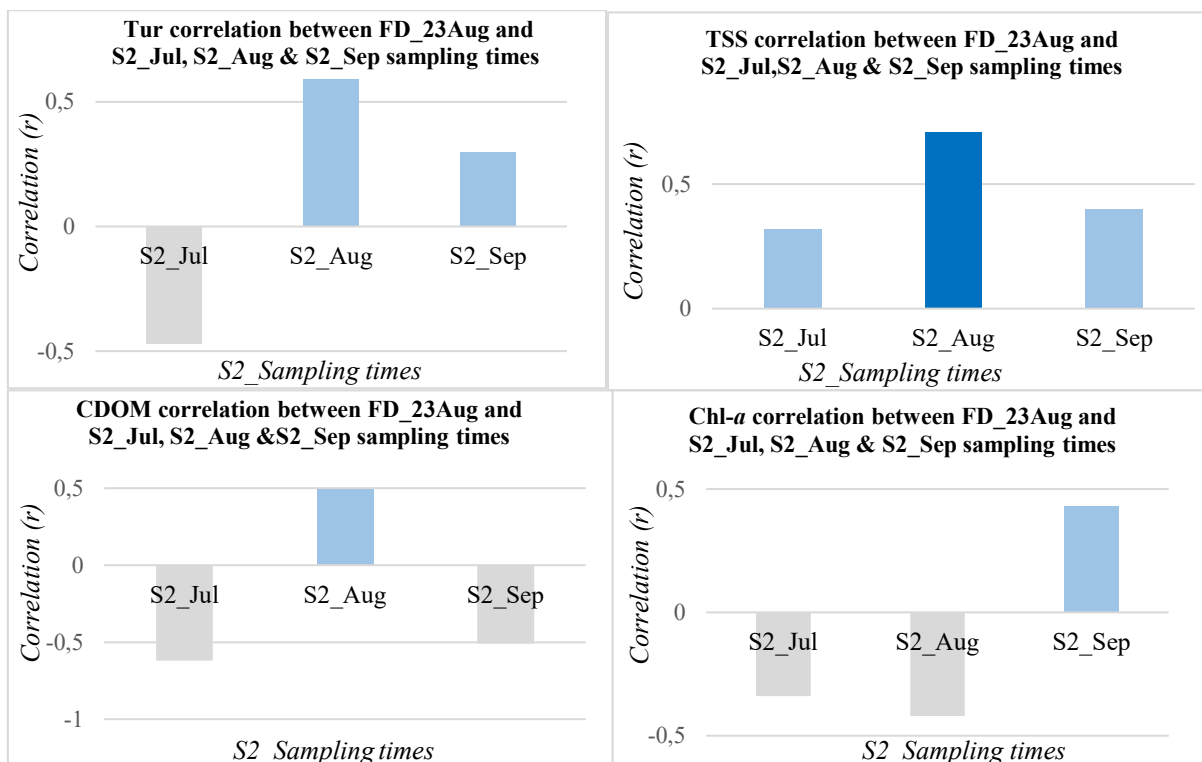 Tur correlation between FD_23Aug and
S2_Jul, S2_Aug & S2_Sep sampling times
Correlation (r)
0,5
0
-0,5
S2_Jul
S2_Aug
S2_Sep
S2_Sampling times
TSS correlation between FD_23Aug and
S2_Jul,S2_Aug & S2_Sep sampling times
Correlation (r)
0,5
0
S2_Jul
S2_Aug
S2_Sep
S2_Sampling times
CDOM correlation between FD_23Aug and
S2_Jul, S2_Aug &S2_Sep sampling times
Correlation (r)
0,5
0
-0,5
-1
S2_Jul
S2_Aug
S2_Sep
S2_Sampling times
Chl-a correlation between FD_23Aug and
S2_Jul, S2_Aug & S2_Sep sampling times
Correlation (r)
0,5
0
-0,5
S2_Jul
S2_Aug
S2_Sep
S2_Sampling times